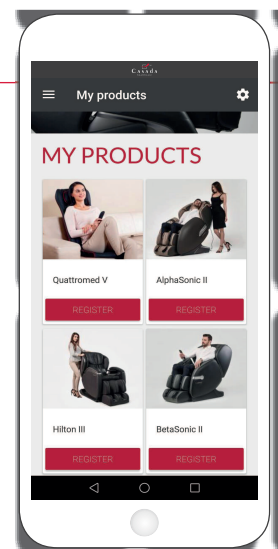 CASADA
My products
MY PRODUCTS
Quattromed V
AlphaSonic II
REGISTER
REGISTER
Hilton III
BetaSonic II
REGISTER
REGISTER